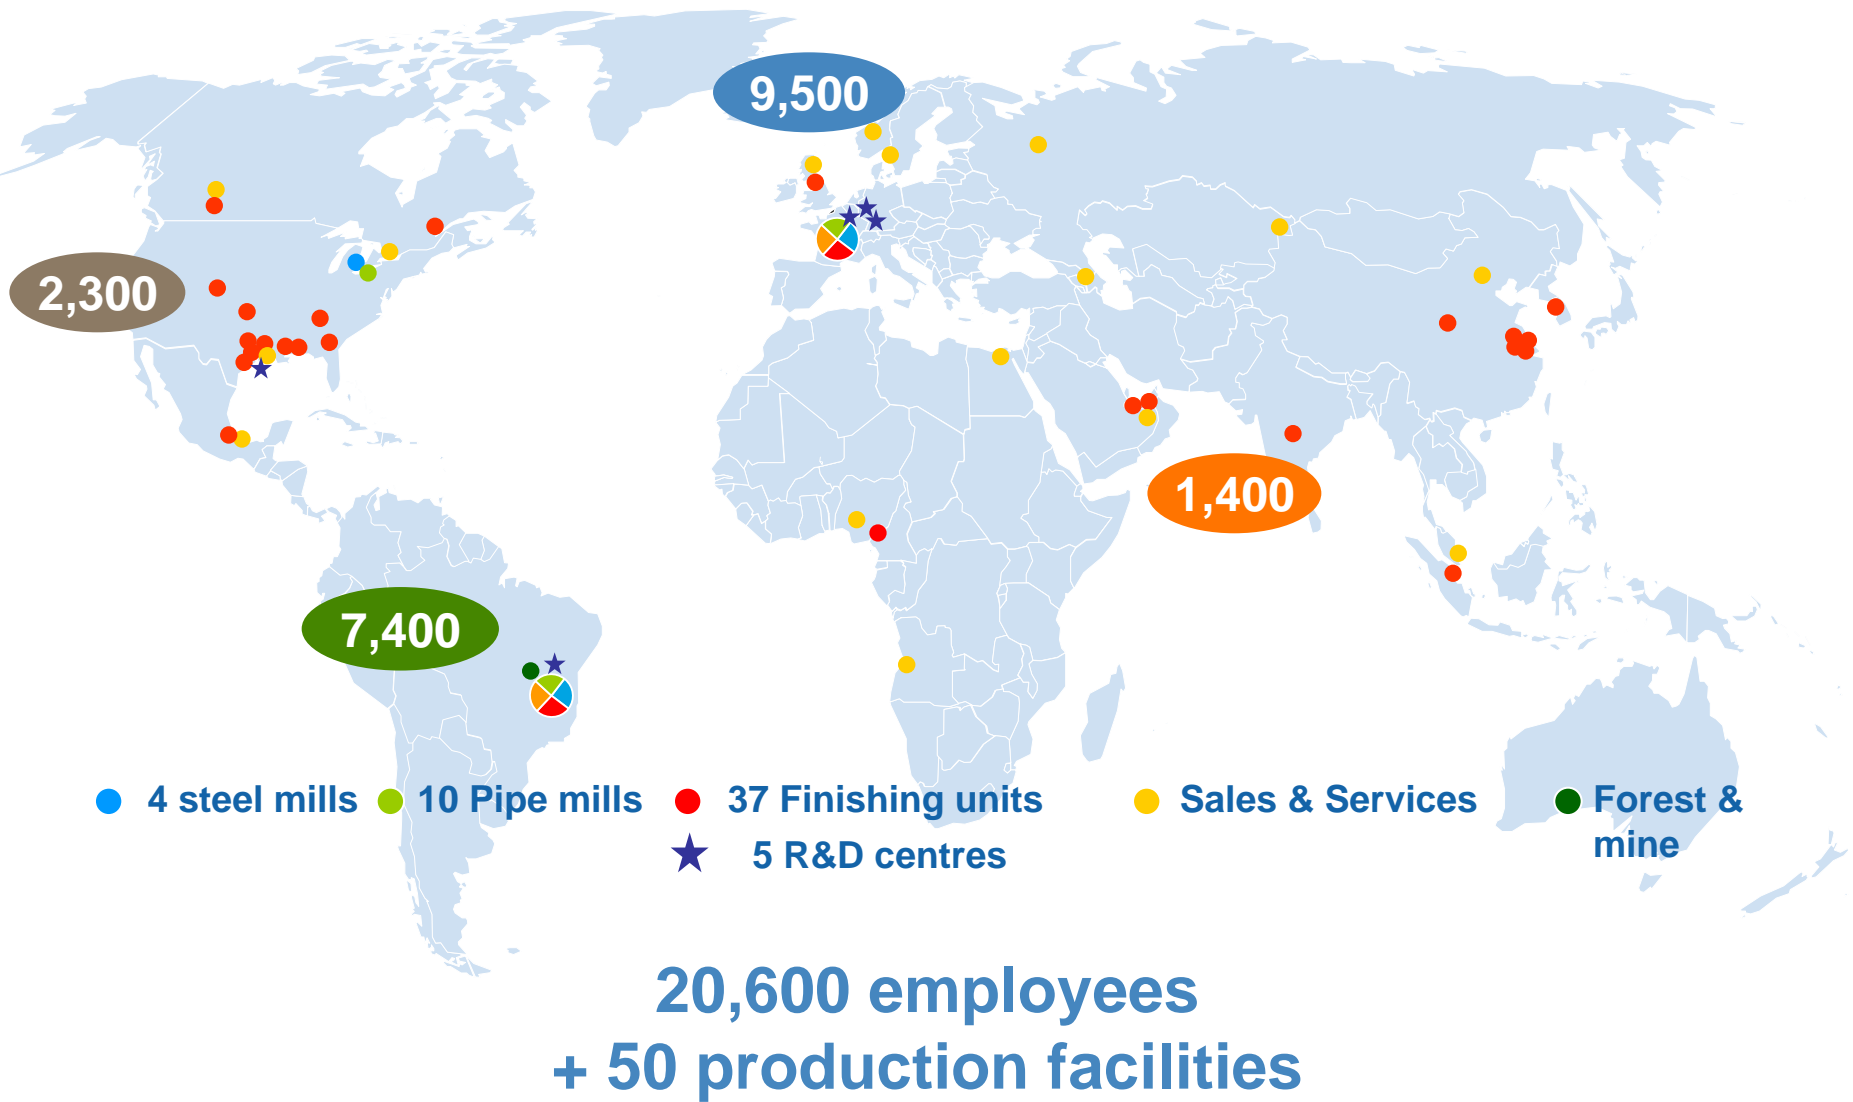 9,500
2,300
1,400
7,400
4 steel mills
10 Pipe mills
37 Finishing units
Sales & Services
Forest &
mine
5 R&D centres
20,600 employees
+ 50 production facilities